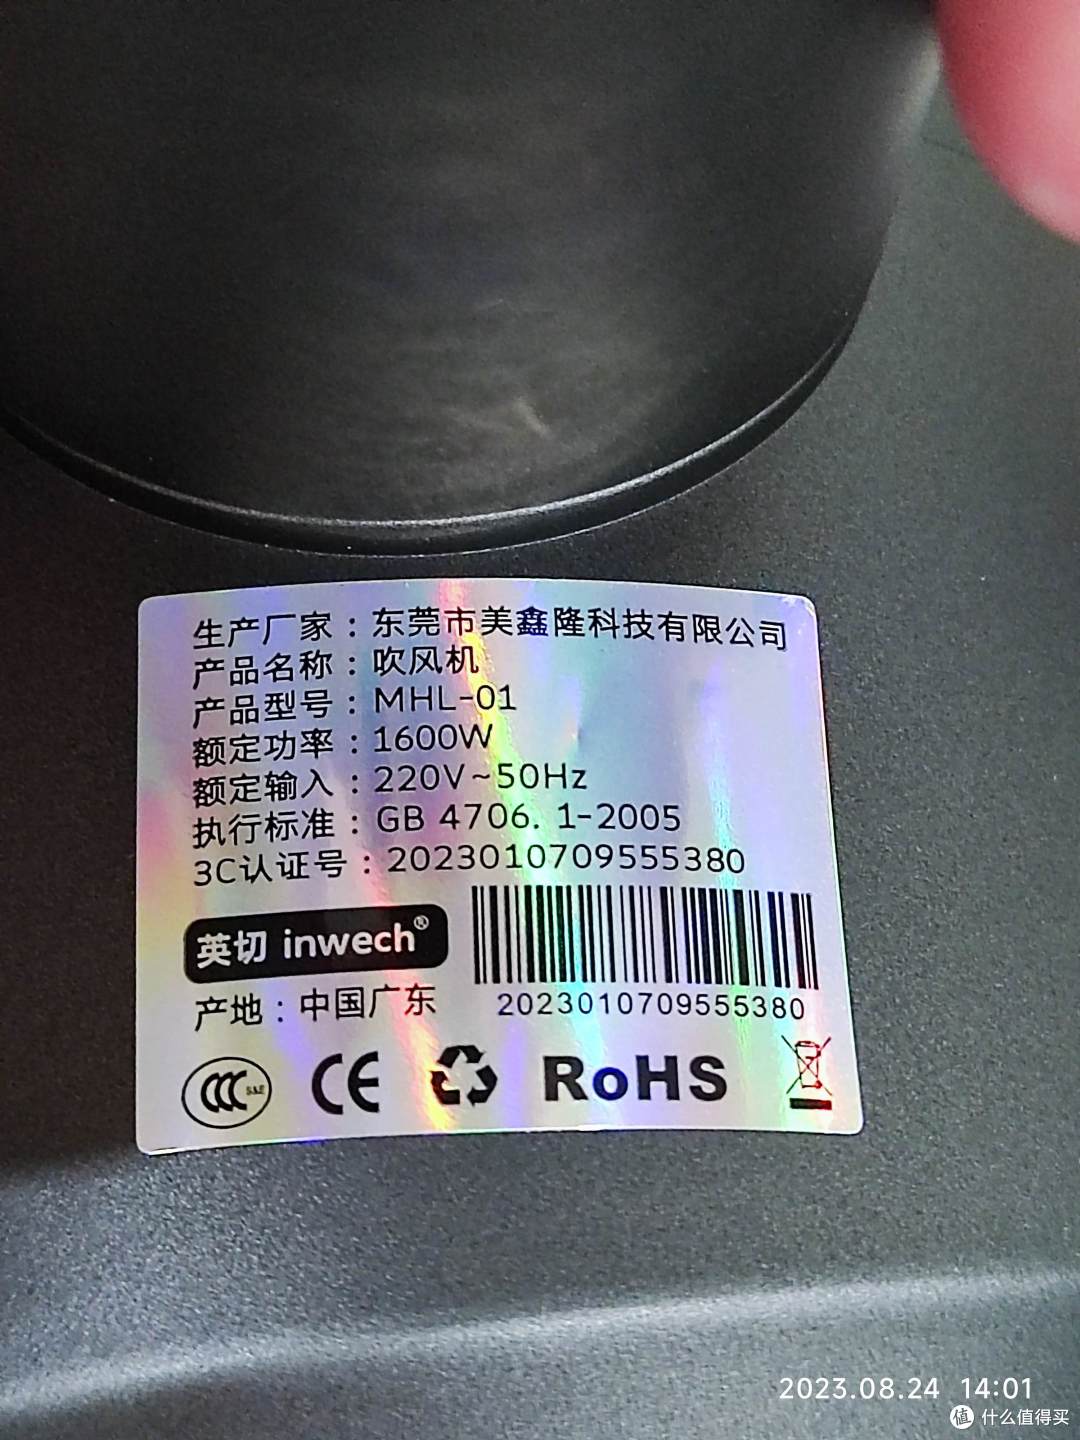 生产厂家：东莞市美鑫隆科技有限公司
产品名称：吹风机
产品型号：MHL-01
额定功率：1600W
额定输入：220V~50Hz
执行标准：GB 4706. 1-2005
3C认证号：2023010709555380
英切 inwech®
2023010709555380
产地：中国广东
CCC S&E CE RoHS
2023.08.24 14:01
值 什么值得买